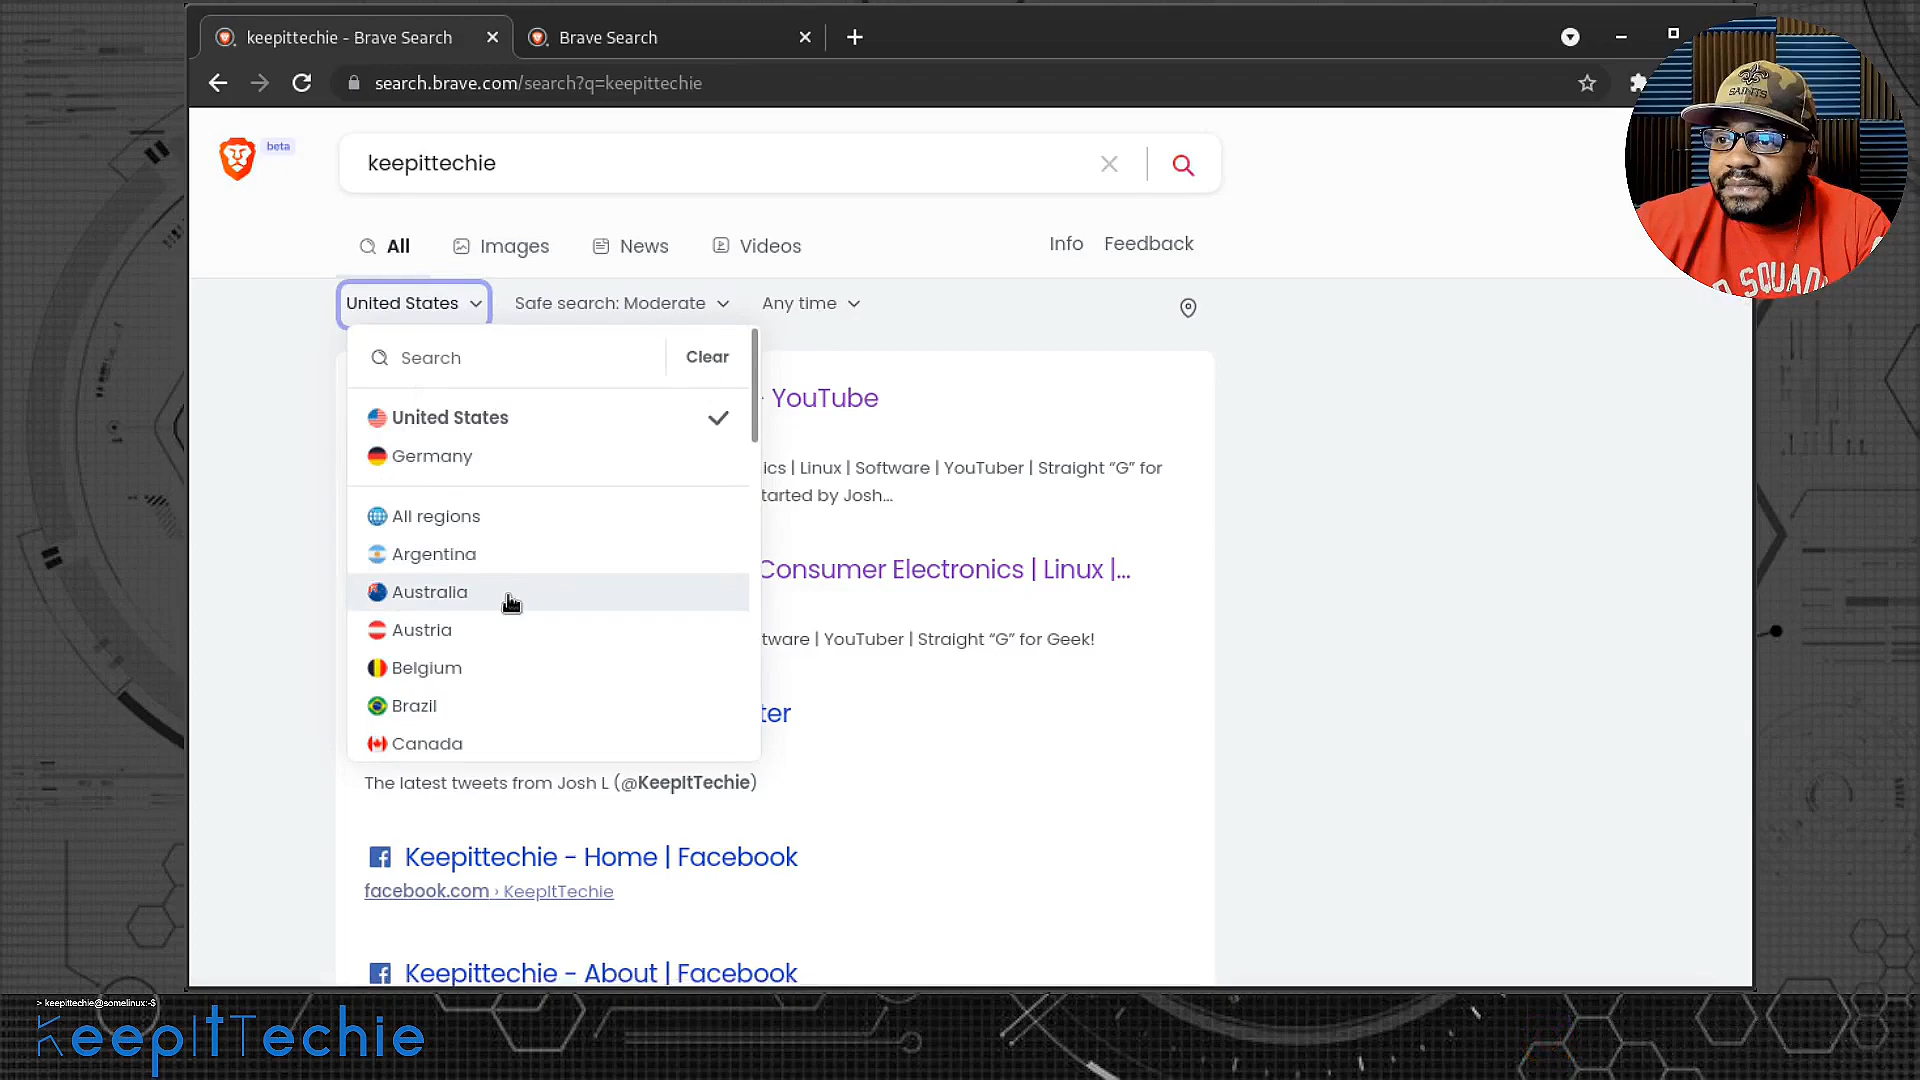 keepittechie - Brave Search
Brave Search
search.brave.com/search?q=keepittechie
beta
keepittechie
All
Images
News
Videos
Info
Feedback
United States
Safe search: Moderate
Any time
Search
Clear
United States
Germany
All regions
Argentina
Australia
Austria
Belgium
Brazil
Canada
- YouTube
ics | Linux | Software | YouTuber | Straight “G” for
tarted by Josh...
Consumer Electronics | Linux |...
tware | YouTuber | Straight “G” for Geek!
ter
The latest tweets from Josh L (@KeepItTechie)
Keepittechie - Home | Facebook
facebook.com › KeepItTechie
Keepittechie - About | Facebook
SAINTS
SQUAD
> keepittechie@somelinux:~$
KeepItTechie